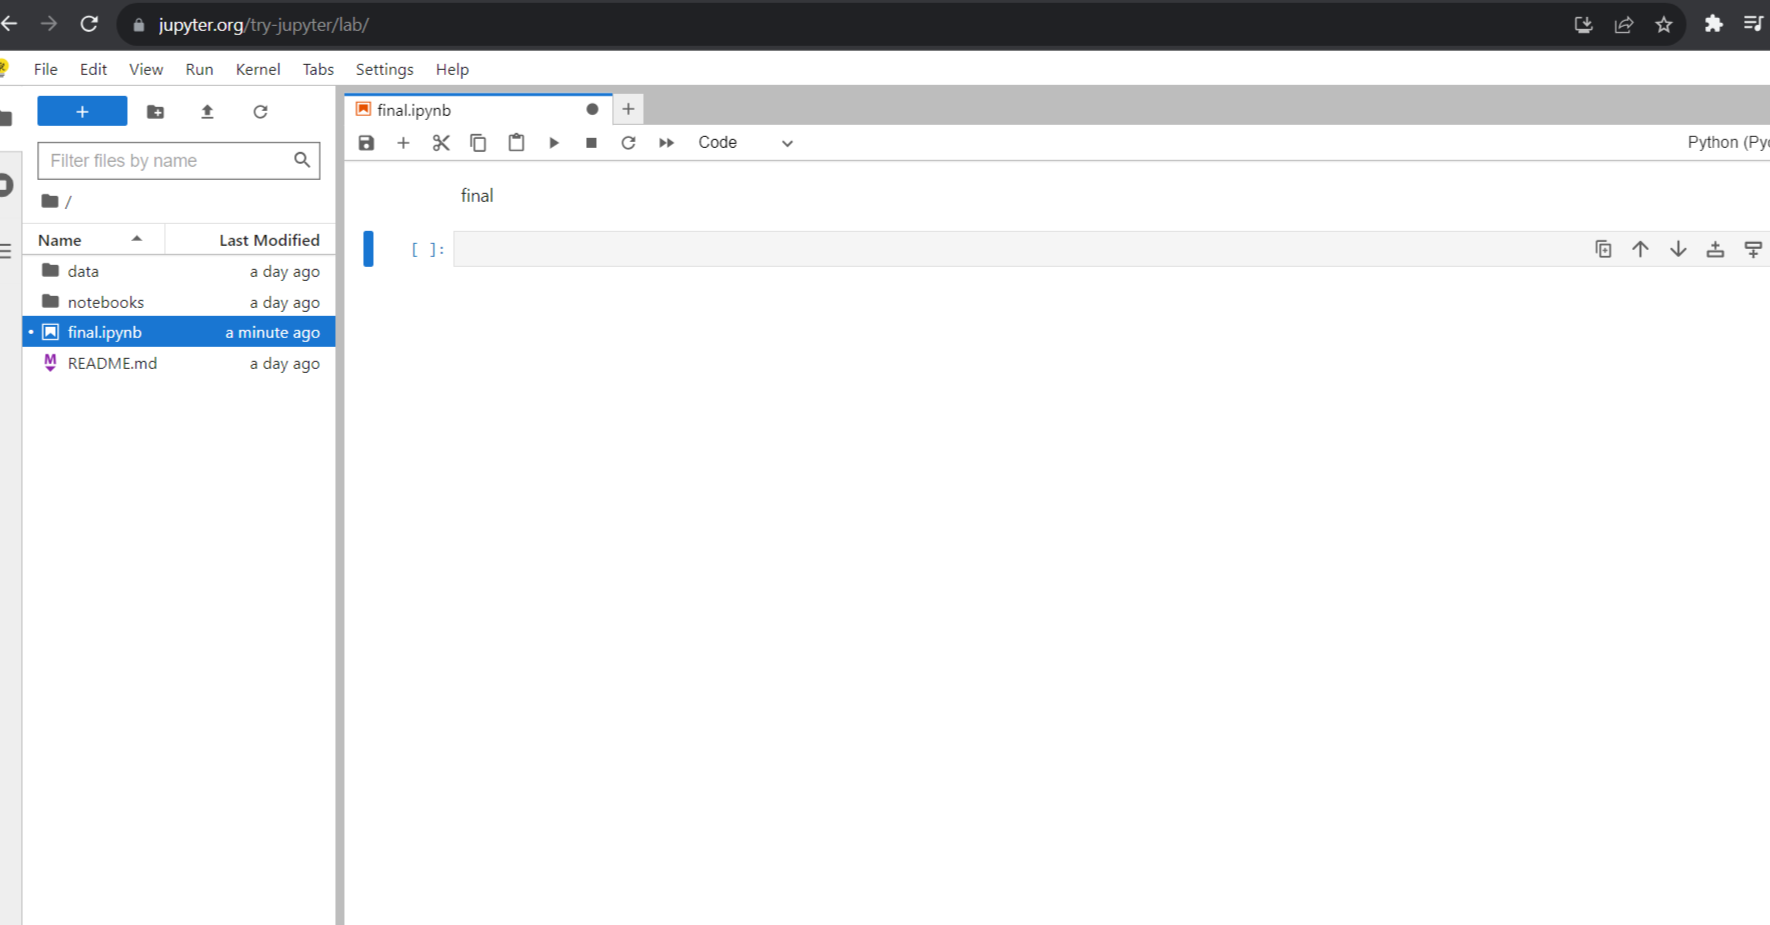 jupyter.org/try-jupyter/lab/
File Edit View Run Kernel Tabs Settings Help
final.ipynb
Code
Python (Pyo
Filter files by name
/
final
Name Last Modified
[ ]:
data a day ago
notebooks a day ago
final.ipynb a minute ago
README.md a day ago